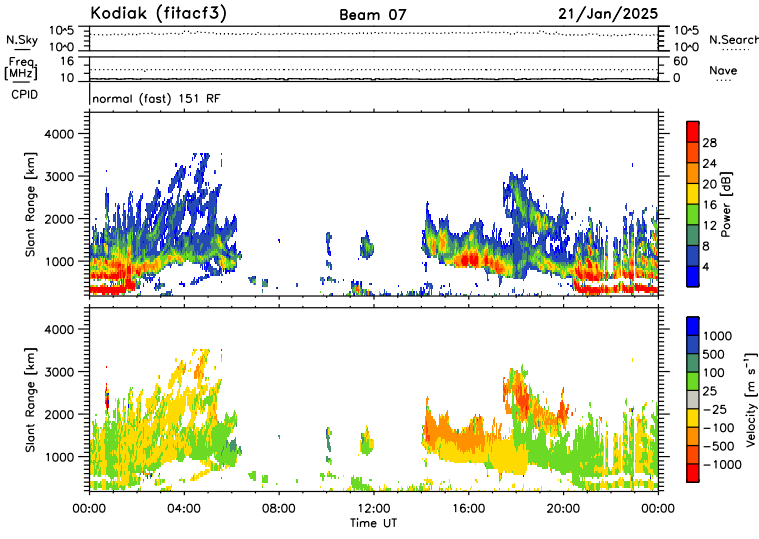 Kodiak (fitacf3) Beam 07 21/Jan/2025
N.Sky 10^5 10^0 10^5 10^0 N.Search
Freq. [MHz] 16 10 60 0 Nave
CPID normal (fast) 151 RF
Slant Range [km] 4000 3000 2000 1000
Power [dB] 28 24 20 16 12 8 4
Slant Range [km] 4000 3000 2000 1000
Velocity [m s⁻¹] 1000 500 100 25 −25 −100 −500 −1000
00:00 04:00 08:00 12:00 16:00 20:00 00:00
Time UT